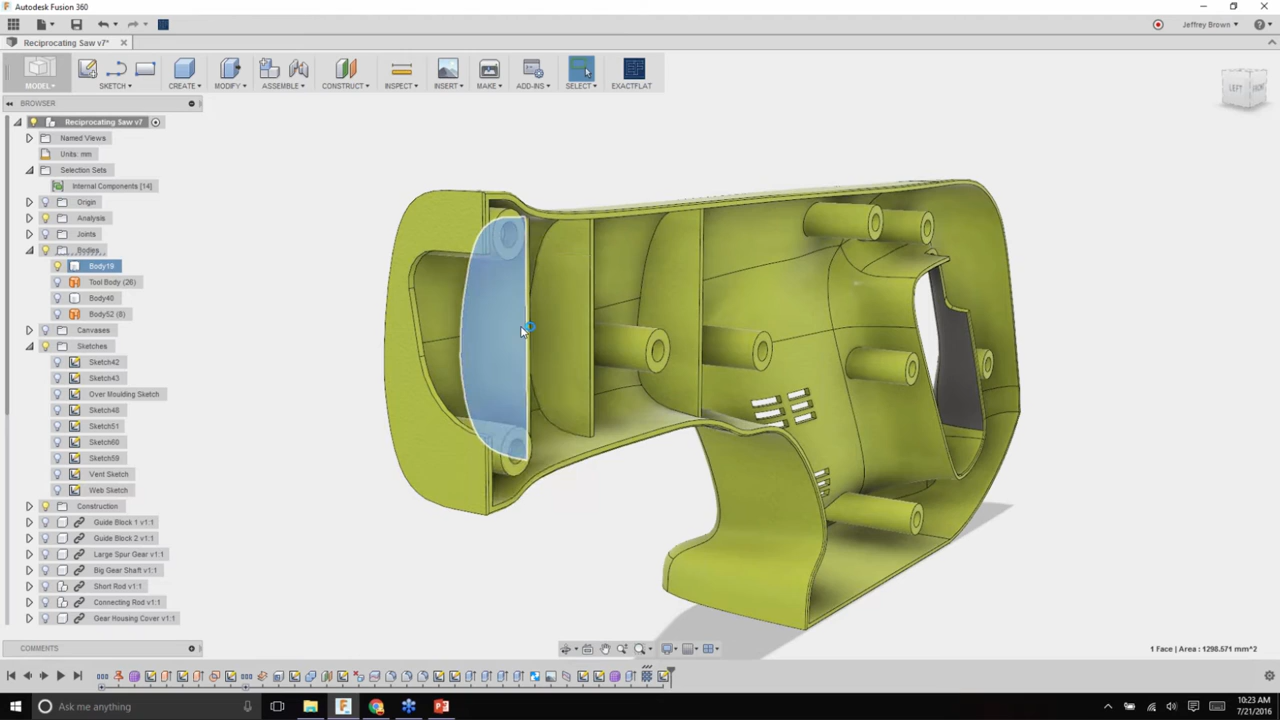 Autodesk Fusion 360
Jeffrey Brown
Reciprocating Saw v7*
MODEL
SKETCH
CREATE
MODIFY
ASSEMBLE
CONSTRUCT
INSPECT
INSERT
MAKE
ADD-INS
SELECT
EXACTFLAT
LEFT
BROWSER
Reciprocating Saw v7
Named Views
Units: mm
Selection Sets
Internal Components [14]
Origin
Analysis
Joints
Bodies
Body19
Tool Body (26)
Body40
Body52 (8)
Canvases
Sketches
Sketch42
Sketch43
Over Moulding Sketch
Sketch48
Sketch51
Sketch60
Sketch59
Vent Sketch
Web Sketch
Construction
Guide Block 1 v1:1
Guide Block 2 v1:1
Large Spur Gear v1:1
Big Gear Shaft v1:1
Short Rod v1:1
Connecting Rod v1:1
Gear Housing Cover v1:1
COMMENTS
1 Face | Area : 1298.571 mm^2
Ask me anything
10:23 AM
7/21/2016